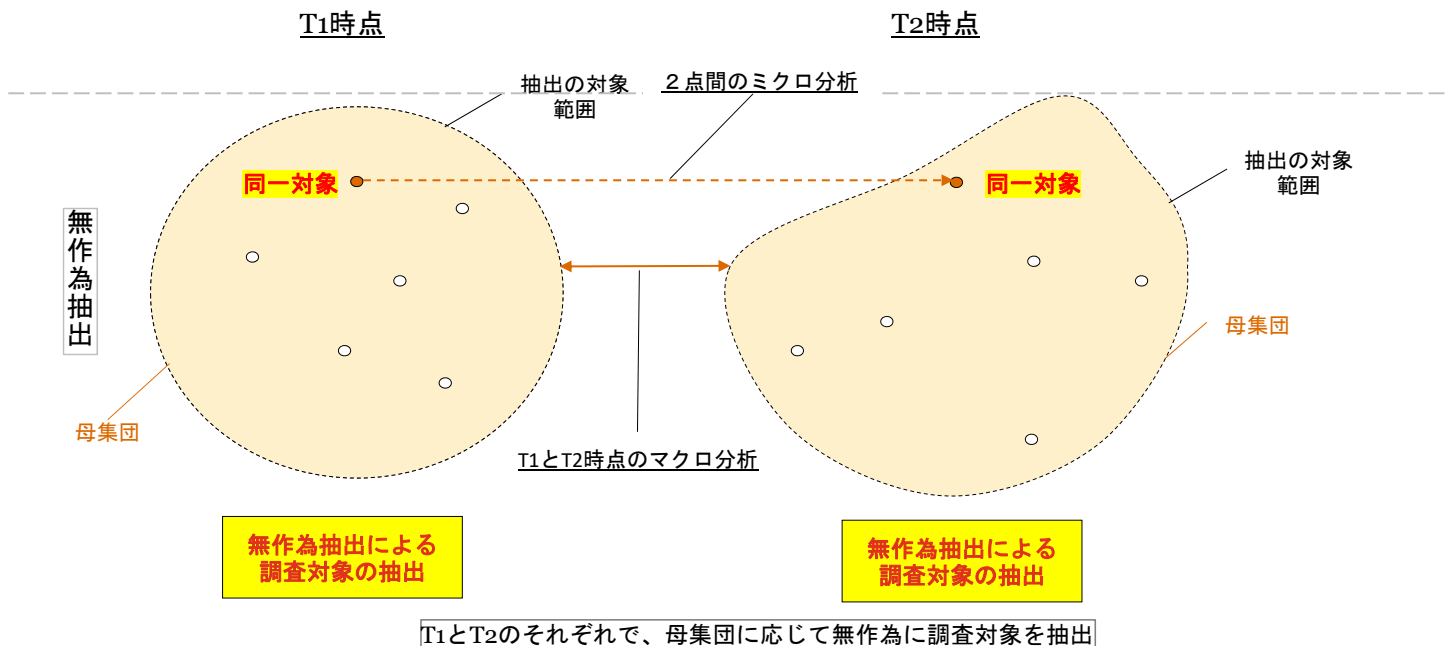 T1時点
T2時点
抽出の対象
範囲
２点間のミクロ分析
抽出の対象
範囲
同一対象
同一対象
無作為抽出
母集団
母集団
T1とT2時点のマクロ分析
無作為抽出による
調査対象の抽出
無作為抽出による
調査対象の抽出
T1とT2のそれぞれで、母集団に応じて無作為に調査対象を抽出